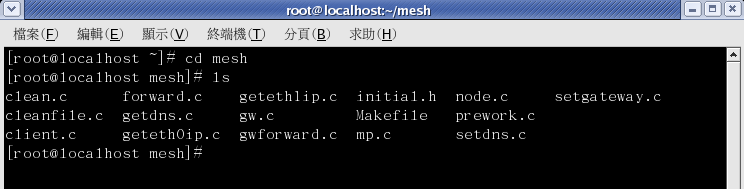 root@localhost:~/mesh
檔案(F) 編輯(E) 顯示(V) 終端機(T) 分頁(B) 求助(H)
[root@localhost ~]# cd mesh
[root@localhost mesh]# ls
clean.c forward.c getethlip.c initial.h node.c setgateway.c
cleanfile.c getdns.c gw.c Makefile prework.c
client.c geteth0ip.c gwforward.c mp.c setdns.c
[root@localhost mesh]#